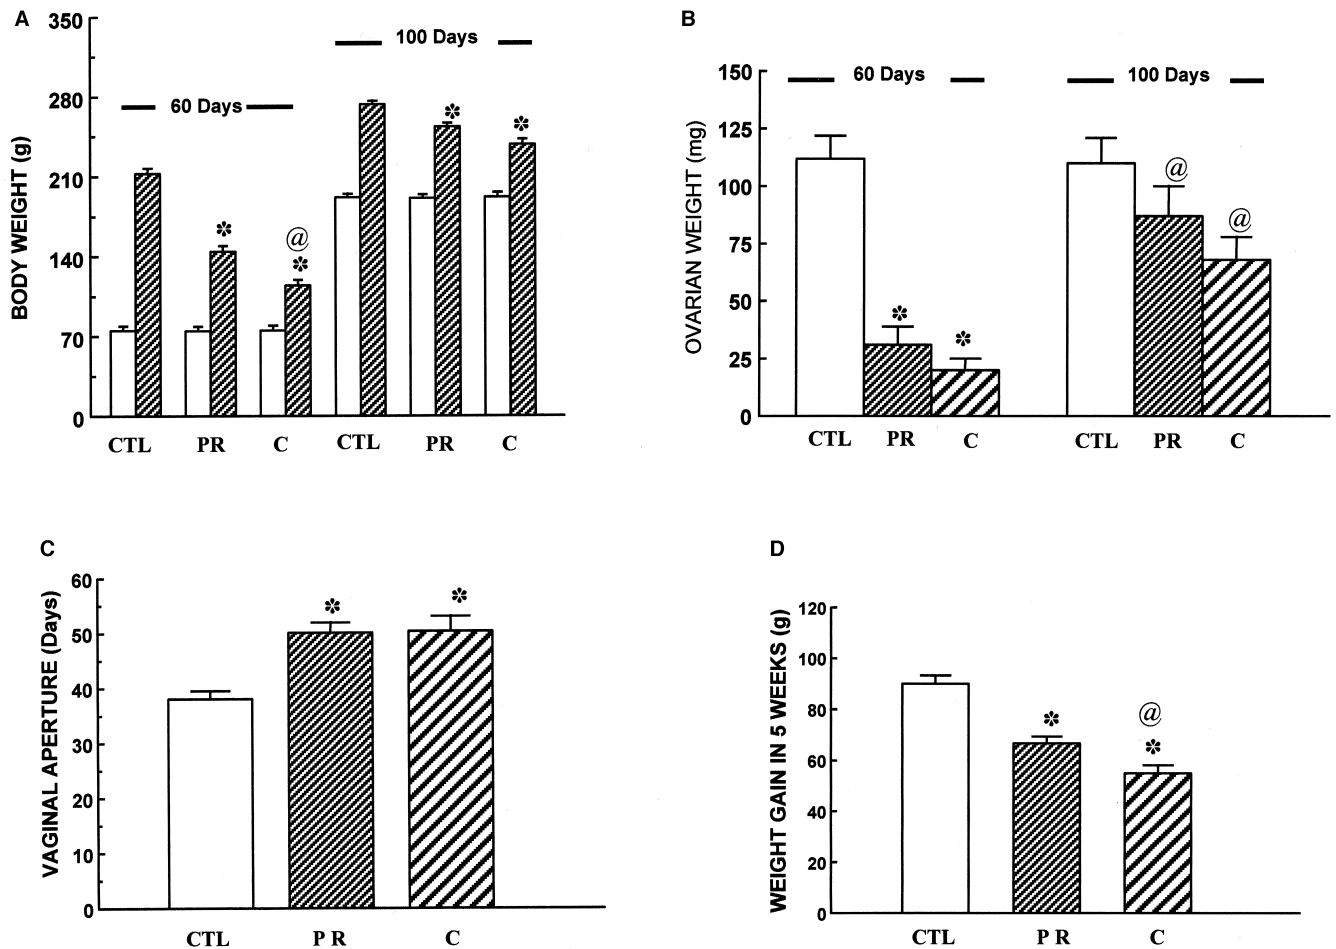 A
BODY WEIGHT (g)
350
280
210
140
70
0
60 Days
100 Days
*
@
*
*
*
CTL PR C CTL PR C
B
OVARIAN WEIGHT (mg)
150
125
100
75
50
25
0
60 Days
100 Days
*
*
@
@
CTL PR C CTL PR C
C
VAGINAL APERTURE (Days)
60
50
40
30
20
10
0
*
*
CTL P R C
D
WEIGHT GAIN IN 5 WEEKS (g)
120
100
80
60
40
20
0
*
@
*
CTL P R C